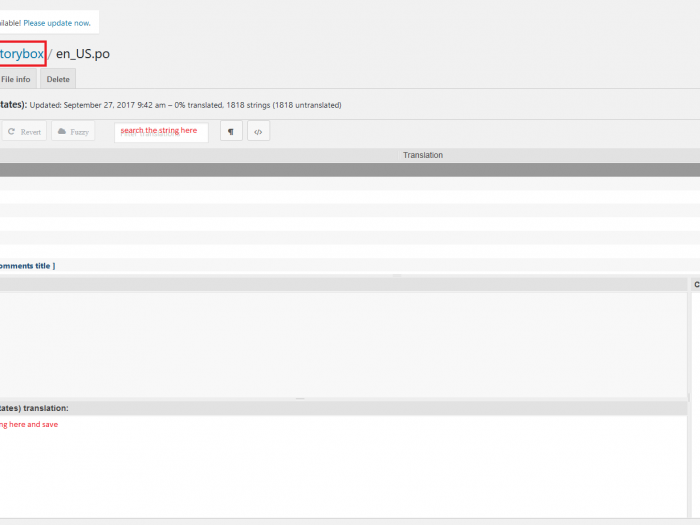 ailable! Please update now.
torybox / en_US.po
File info Delete
tates): Updated: September 27, 2017 9:42 am – 0% translated, 1818 strings (1818 untranslated)
Revert Fuzzy search the string here ¶ </>
Translation
omments title ]
C
tates) translation:
ng here and save